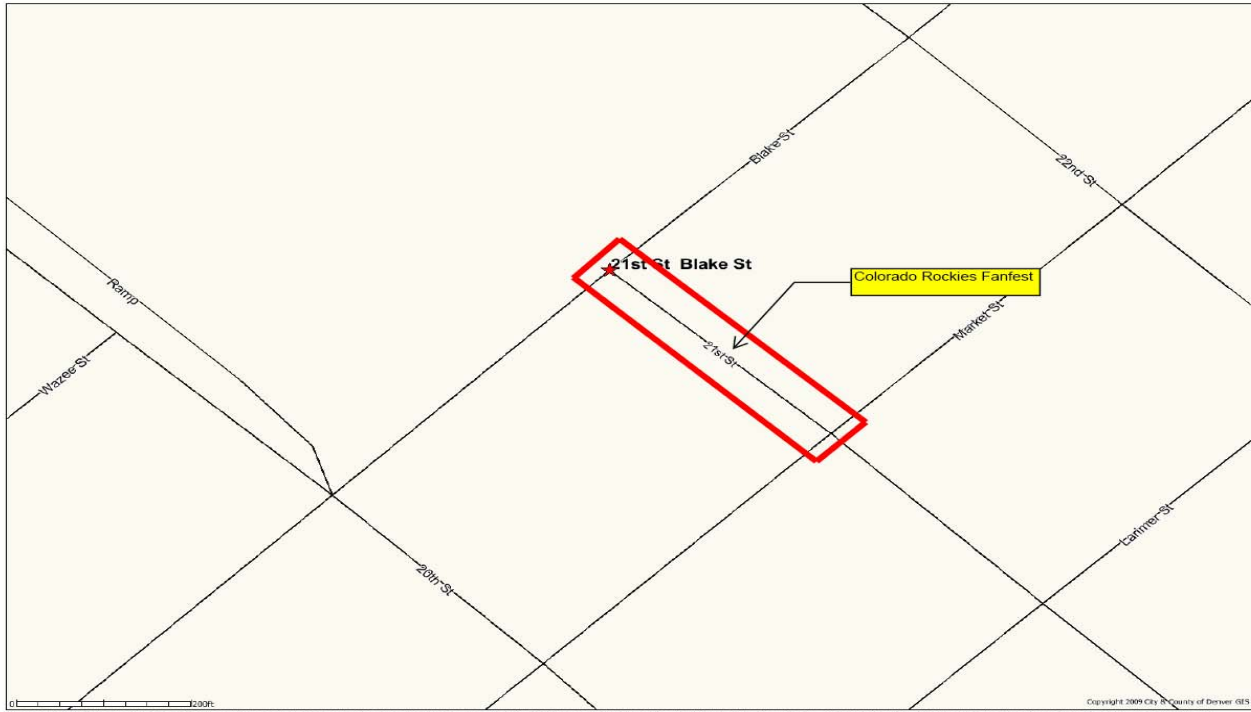 Blake St
22nd St
21st St Blake St
Colorado Rockies Fanfest
Ramp
Market St
21st St
Wazee St
Larimer St
20th St
0 200ft
Copyright 2009 City & County of Denver GIS